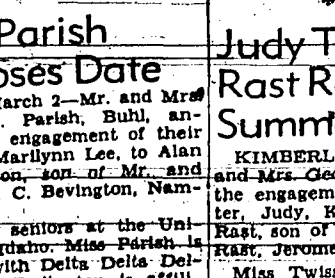 Parish
oses Date
arch 2—Mr. and Mrs.
. Parish, Buhl, an-
engagement of their
Marilynn Lee, to Alan
on, son of Mr. and
C. Bevington, Nam-
seniors at the Uni-
Idaho. Miss Parish is
with Delta Delta Del-
Judy T
Rast R
Summ
KIMBERL
and Mrs. Geo
the engagem
ter, Judy, K
Rast, son of
Rast, Jerome
Miss Twis